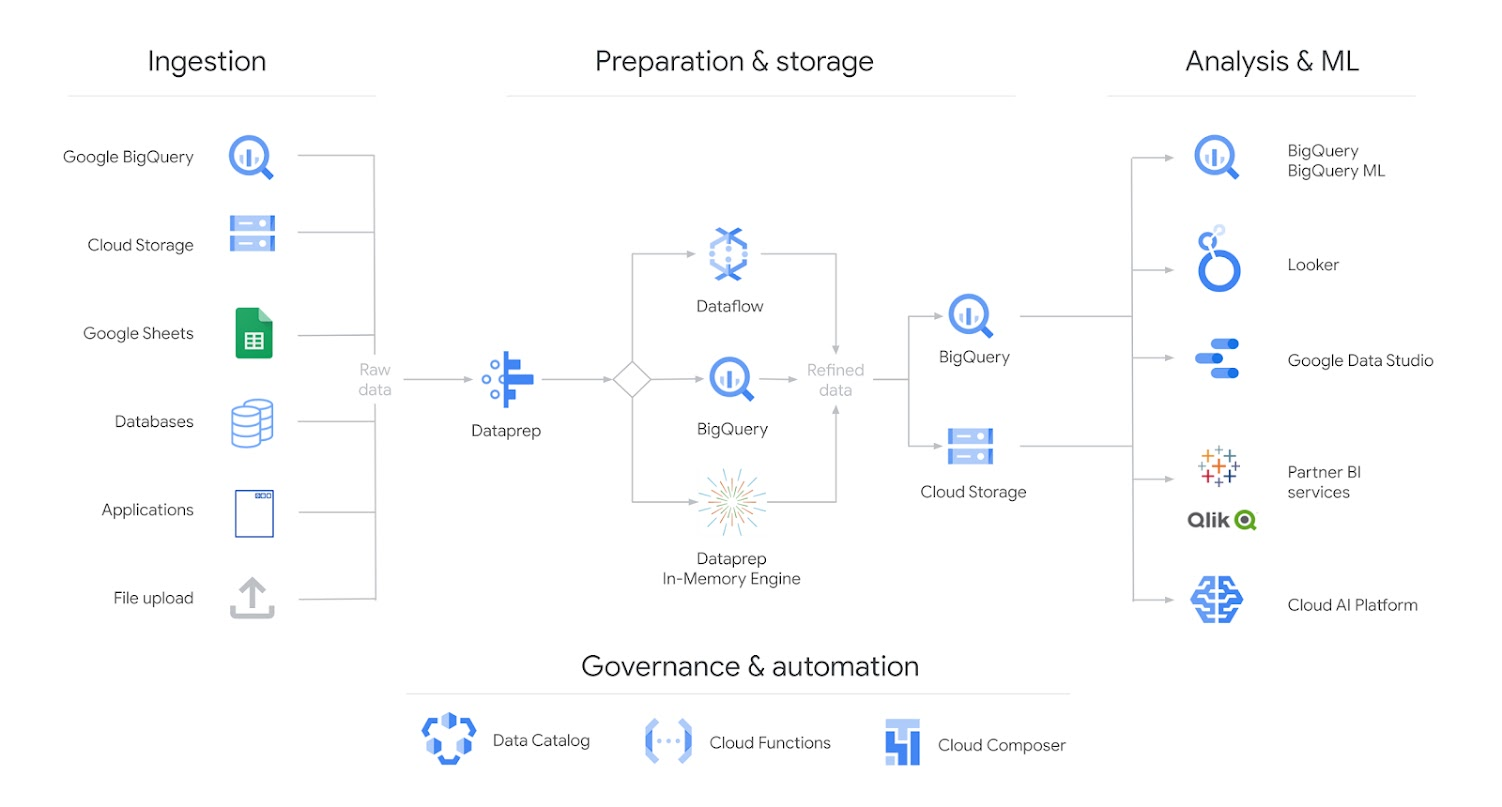 Ingestion
Preparation & storage
Analysis & ML
Google BigQuery
Cloud Storage
Google Sheets
Databases
Applications
File upload
Raw
data
Dataprep
Dataflow
BigQuery
Dataprep
In-Memory Engine
Refined
data
BigQuery
Cloud Storage
BigQuery
BigQuery ML
Looker
Google Data Studio
Partner BI
services
Qlik
Cloud AI Platform
Governance & automation
Data Catalog
Cloud Functions
Cloud Composer